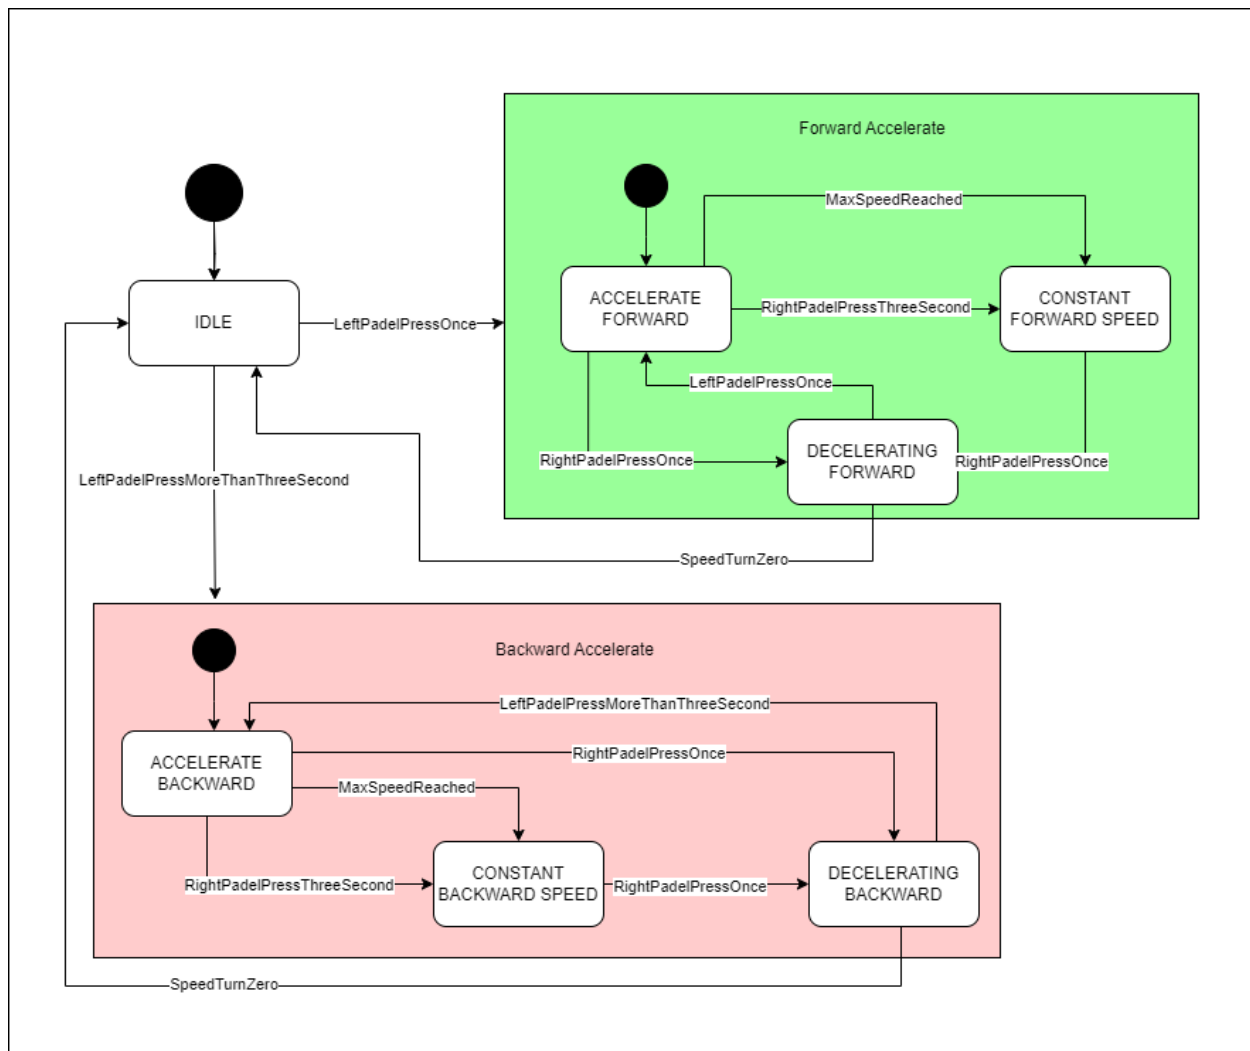 Forward Accelerate
MaxSpeedReached
ACCELERATE
FORWARD
RightPadelPressThreeSecond
CONSTANT
FORWARD SPEED
IDLE
LeftPadelPressOnce
LeftPadelPressOnce
RightPadelPressOnce
DECELERATING
FORWARD
RightPadelPressOnce
LeftPadelPressMoreThanThreeSecond
SpeedTurnZero
Backward Accelerate
LeftPadelPressMoreThanThreeSecond
ACCELERATE
BACKWARD
RightPadelPressOnce
MaxSpeedReached
RightPadelPressThreeSecond
CONSTANT
BACKWARD SPEED
RightPadelPressOnce
DECELERATING
BACKWARD
SpeedTurnZero